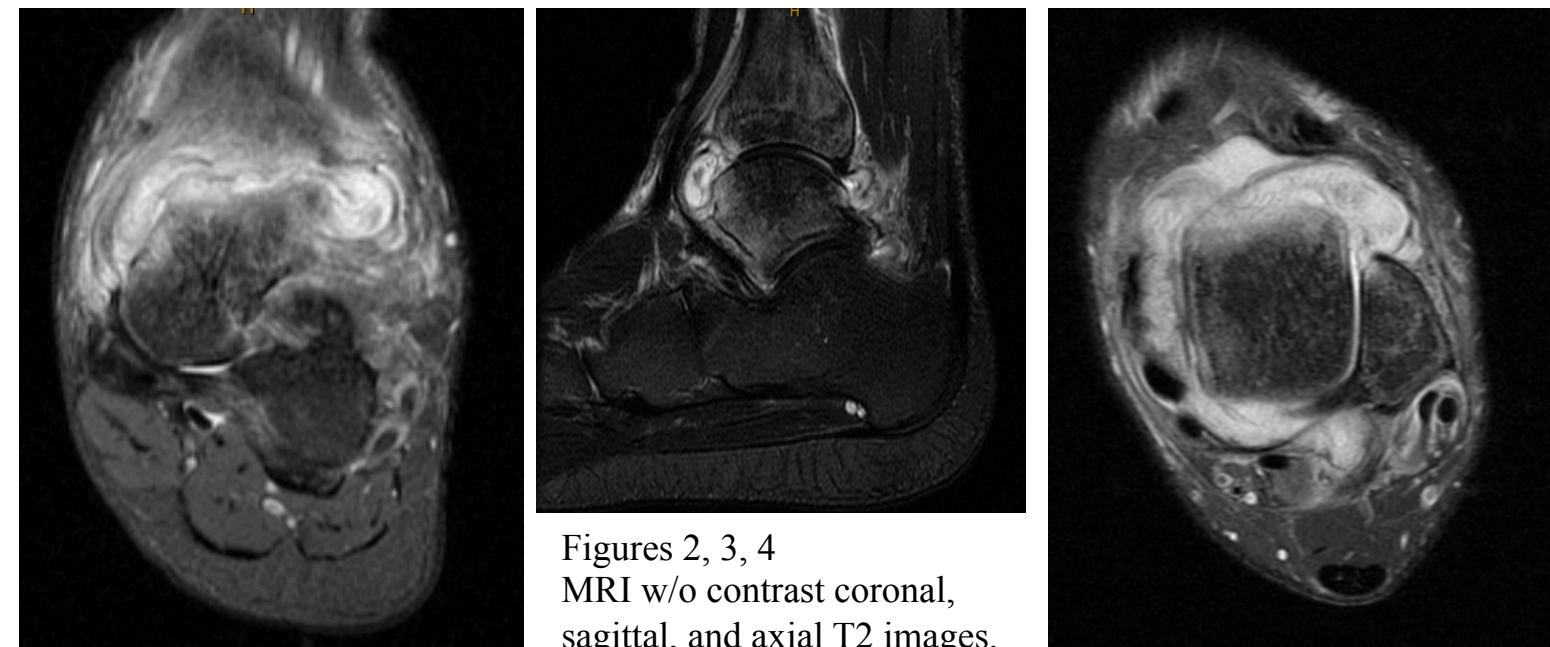 H
H
Figures 2, 3, 4
MRI w/o contrast coronal,
sagittal, and axial T2 images.